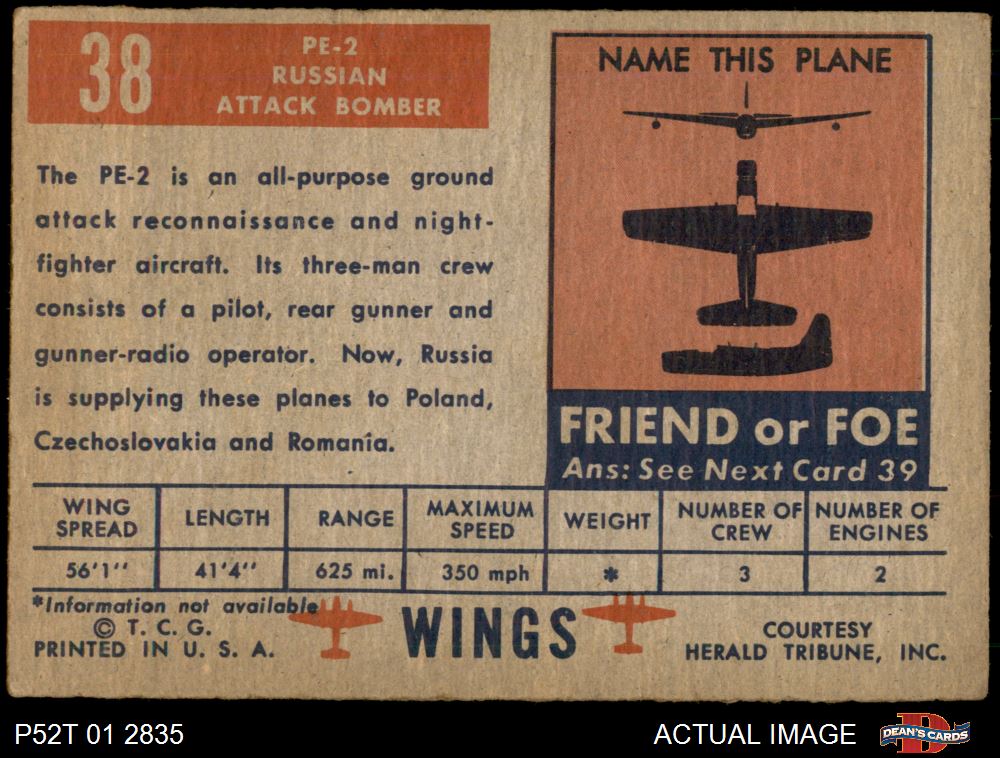 38
PE-2
RUSSIAN
ATTACK BOMBER
The PE-2 is an all-purpose ground
attack reconnaissance and night-
fighter aircraft. Its three-man crew
consists of a pilot, rear gunner and
gunner-radio operator. Now, Russia
is supplying these planes to Poland,
Czechoslovakia and Romania.
NAME THIS PLANE
FRIEND or FOE
Ans: See Next Card 39
WING SPREAD LENGTH RANGE MAXIMUM SPEED WEIGHT NUMBER OF CREW NUMBER OF ENGINES
56'1" 41'4" 625 mi. 350 mph * 3 2
*Information not available
© T. C. G.
PRINTED IN U. S. A.
WINGS
COURTESY
HERALD TRIBUNE, INC.
P52T 01 2835
ACTUAL IMAGE
D
DEAN'S CARDS